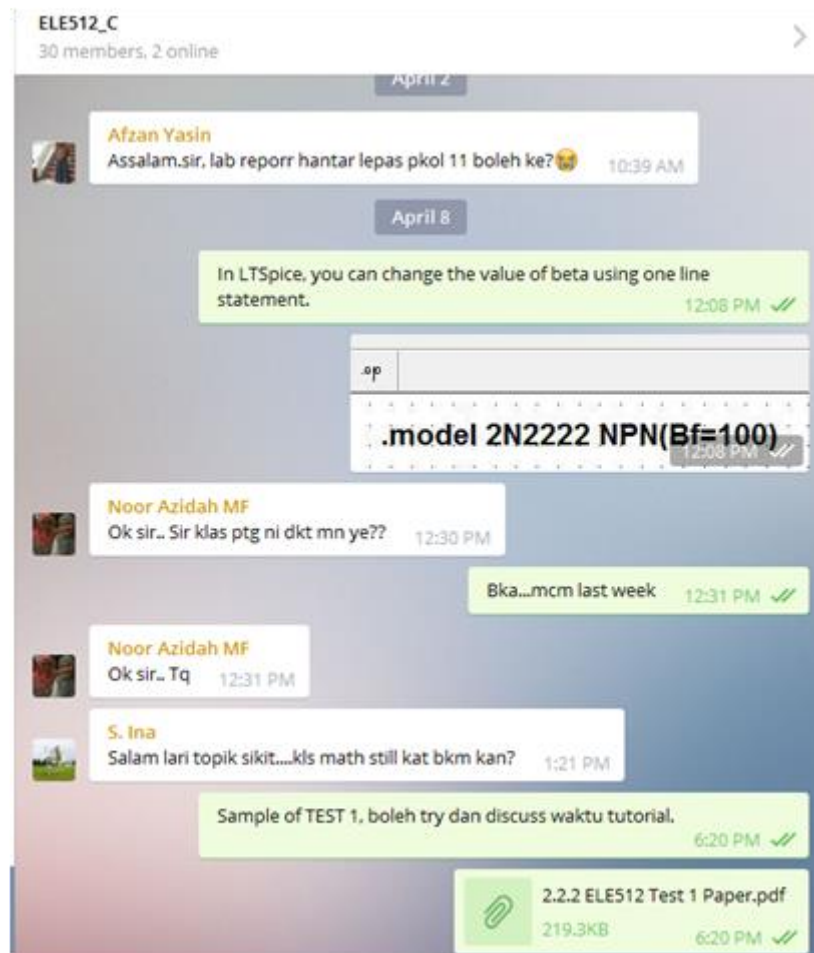 ELE512_C
30 members, 2 online
April 2
Afzan Yasin
Assalam.sir, lab reporr hantar lepas pkol 11 boleh ke?😭 10:39 AM
April 8
In LTSpice, you can change the value of beta using one line
statement. 12:08 PM
.op
.model 2N2222 NPN(Bf=100)
12:08 PM
Noor Azidah MF
Ok sir.. Sir klas ptg ni dkt mn ye?? 12:30 PM
Bka...mcm last week 12:31 PM
Noor Azidah MF
Ok sir.. Tq 12:31 PM
S. Ina
Salam lari topik sikit....kls math still kat bkm kan? 1:21 PM
Sample of TEST 1, boleh try dan discuss waktu tutorial.
6:20 PM
2.2.2 ELE512 Test 1 Paper.pdf
219.3KB 6:20 PM